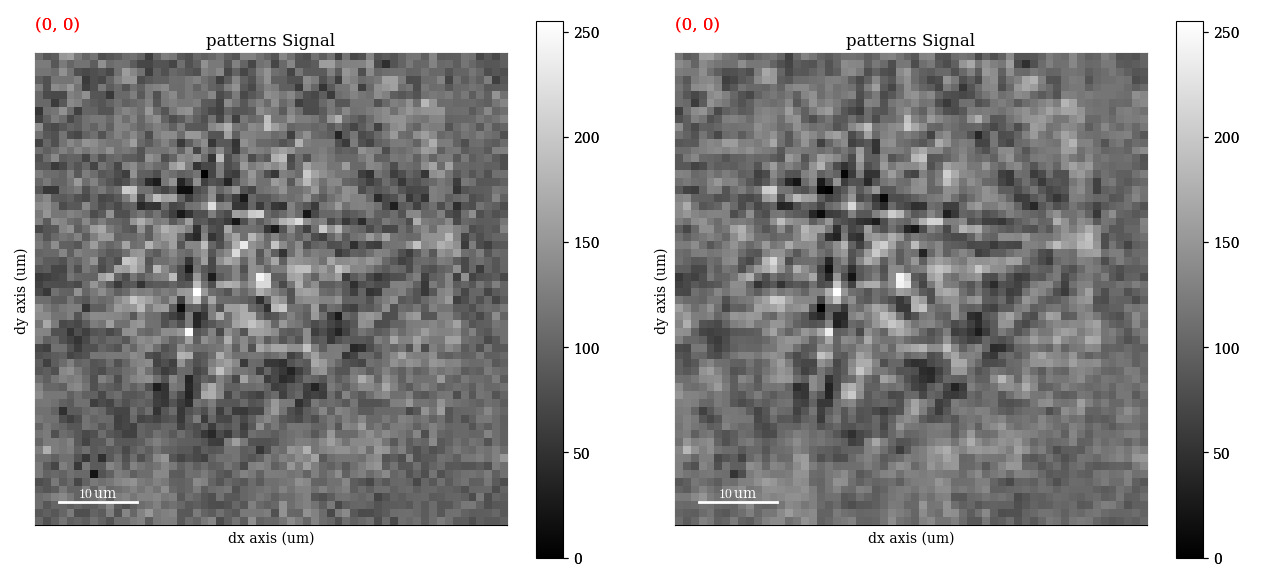 (0, 0)
patterns Signal
dy axis (um)
10 um
dx axis (um)
250
200
150
100
50
0
(0, 0)
patterns Signal
dy axis (um)
10 um
dx axis (um)
250
200
150
100
50
0